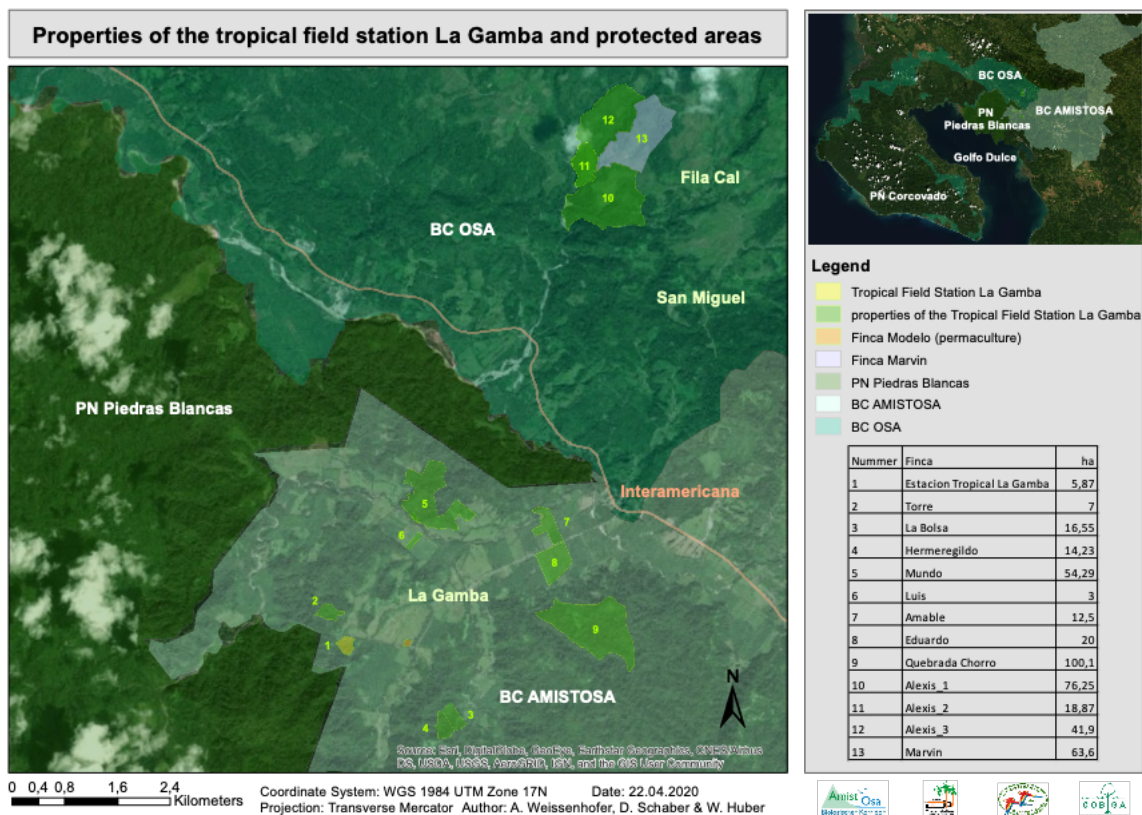 Properties of the tropical field station La Gamba and protected areas
12
13
11
Fila Cal
10
BC OSA
San Miguel
PN Piedras Blancas
Interamericana
5
7
6
8
La Gamba
2
9
1
BC AMISTOSA
N
3
4
Source: Esri, DigitalGlobe, GeoEye, Earthstar Geographics, CNES/Airbus
DS, USDA, USGS, AeroGRID, IGN, and the GIS User Community
0 0,4 0,8 1,6 2,4
Kilometers
Coordinate System: WGS 1984 UTM Zone 17N Date: 22.04.2020
Projection: Transverse Mercator Author: A. Weissenhofer, D. Schaber & W. Huber
BC OSA
BC AMISTOSA
PN
Piedras Blancas
Golfo Dulce
PN Corcovado
Legend
Tropical Field Station La Gamba
properties of the Tropical Field Station La Gamba
Finca Modelo (permaculture)
Finca Marvin
PN Piedras Blancas
BC AMISTOSA
BC OSA
Nummer Finca ha
1 Estacion Tropical La Gamba 5,87
2 Torre 7
3 La Bolsa 16,55
4 Hermeregildo 14,23
5 Mundo 54,29
6 Luis 3
7 Amable 12,5
8 Eduardo 20
9 Quebrada Chorro 100,1
10 Alexis_1 76,25
11 Alexis_2 18,87
12 Alexis_3 41,9
13 Marvin 63,6
Amist Osa
COBIGA